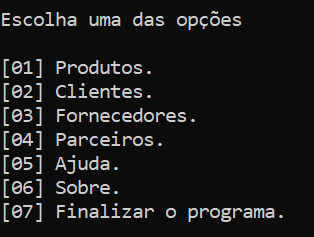 Escolha uma das opções
[01] Produtos.
[02] Clientes.
[03] Fornecedores.
[04] Parceiros.
[05] Ajuda.
[06] Sobre.
[07] Finalizar o programa.